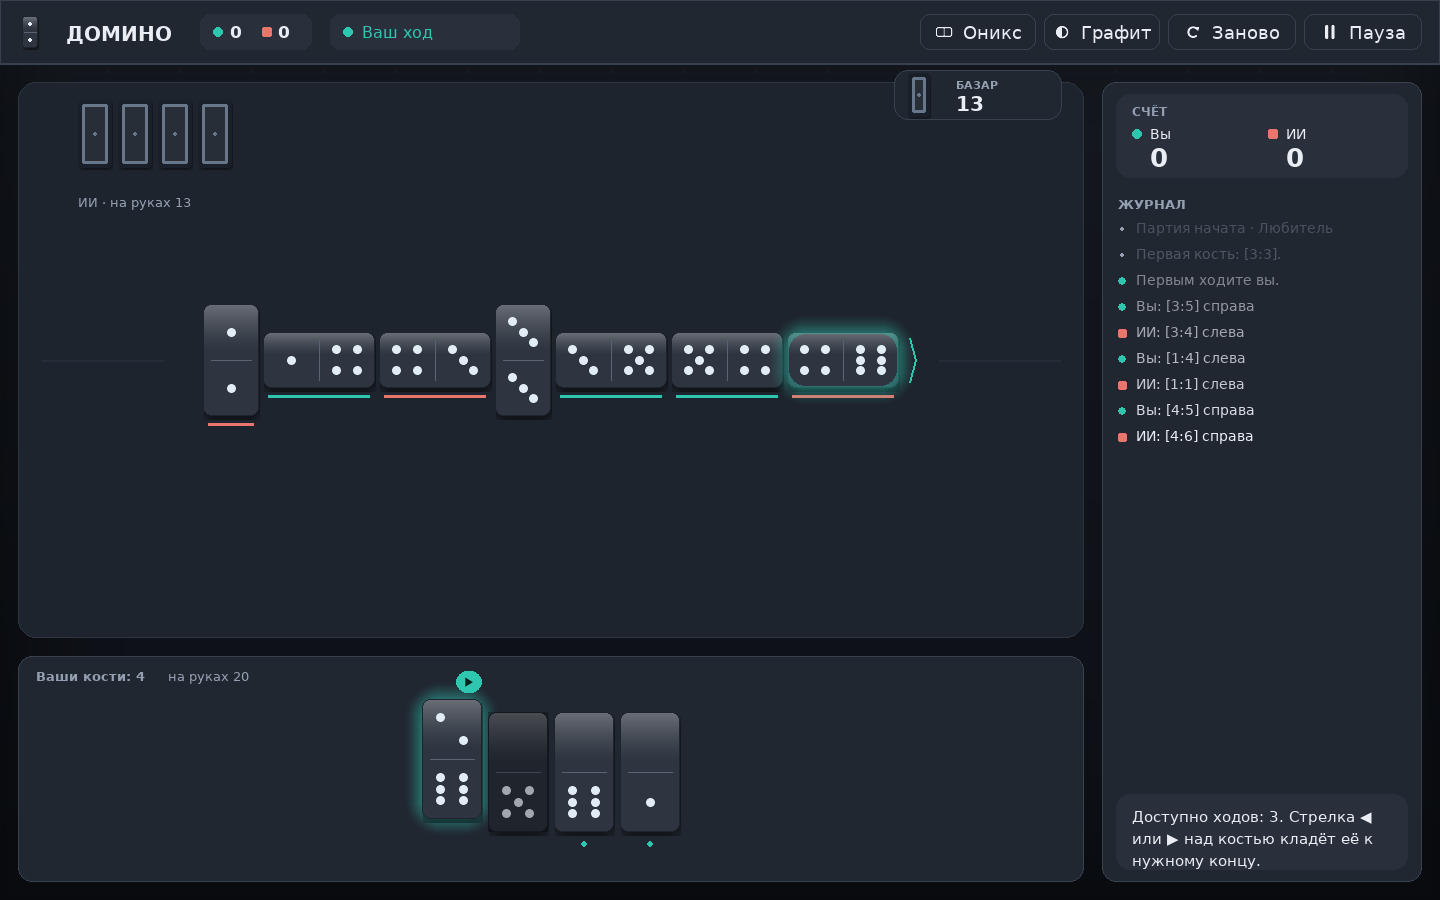 ДОМИНО
0
0
Ваш ход
Оникс
Графит
Заново
Пауза
БАЗАР
13
ИИ · на руках 13
СЧЁТ
Вы
ИИ
0
0
ЖУРНАЛ
Партия начата · Любитель
Первая кость: [3:3].
Первым ходите вы.
Вы: [3:5] справа
ИИ: [3:4] слева
Вы: [1:4] слева
ИИ: [1:1] слева
Вы: [4:5] справа
ИИ: [4:6] справа
Ваши кости: 4
на руках 20
Доступно ходов: 3. Стрелка ◀
или ▶ над костью кладёт её к
нужному концу.